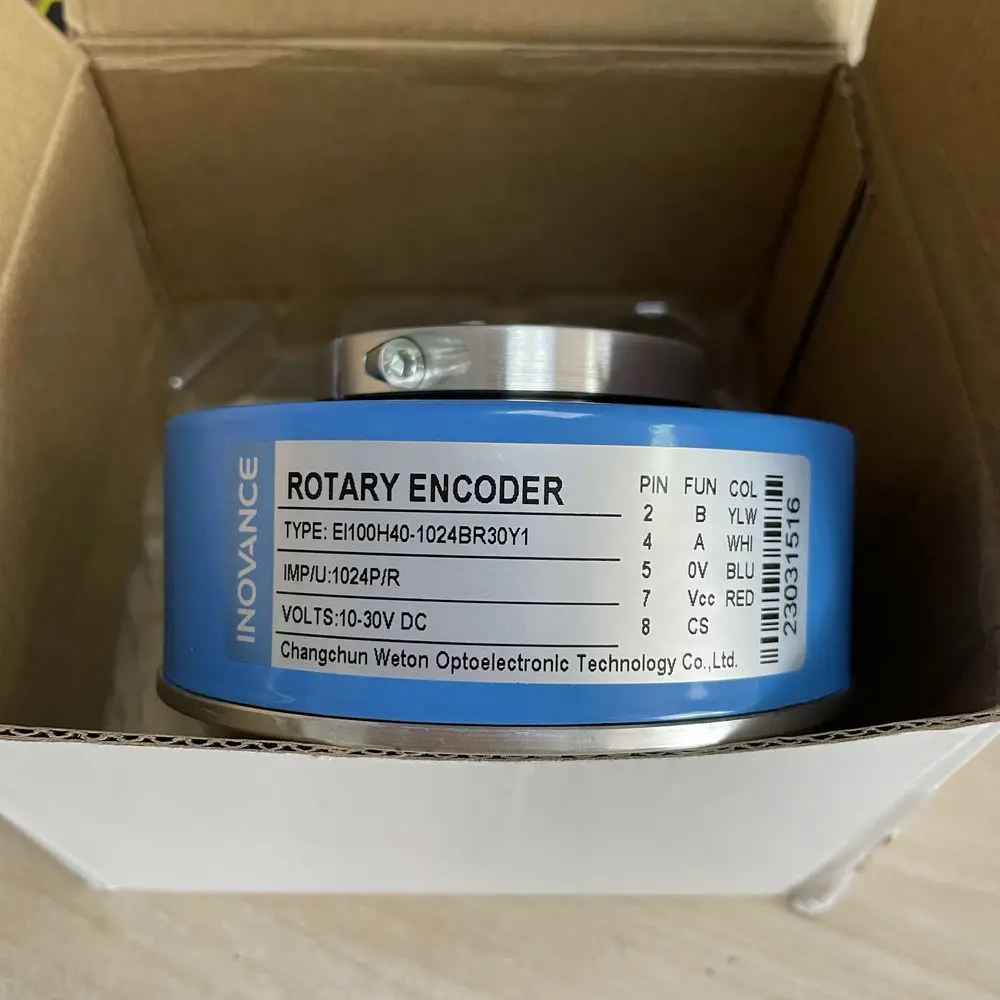 INOVANCE
ROTARY ENCODER
TYPE: EI100H40-1024BR30Y1
IMP/U:1024P/R
VOLTS:10-30V DC
Changchun Weton Optoelectronic Technology Co.,Ltd.
PIN FUN COL
2 B YLW
4 A WHI
5 0V BLU
7 Vcc RED
8 CS
23031516